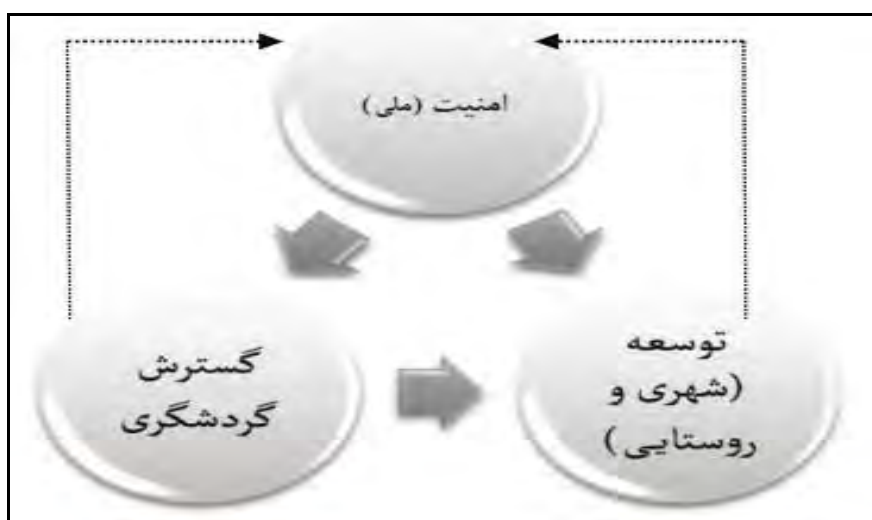 امنیت (ملی)
گسترش
گردشگری
توسعه
(شهری و
روستایی)